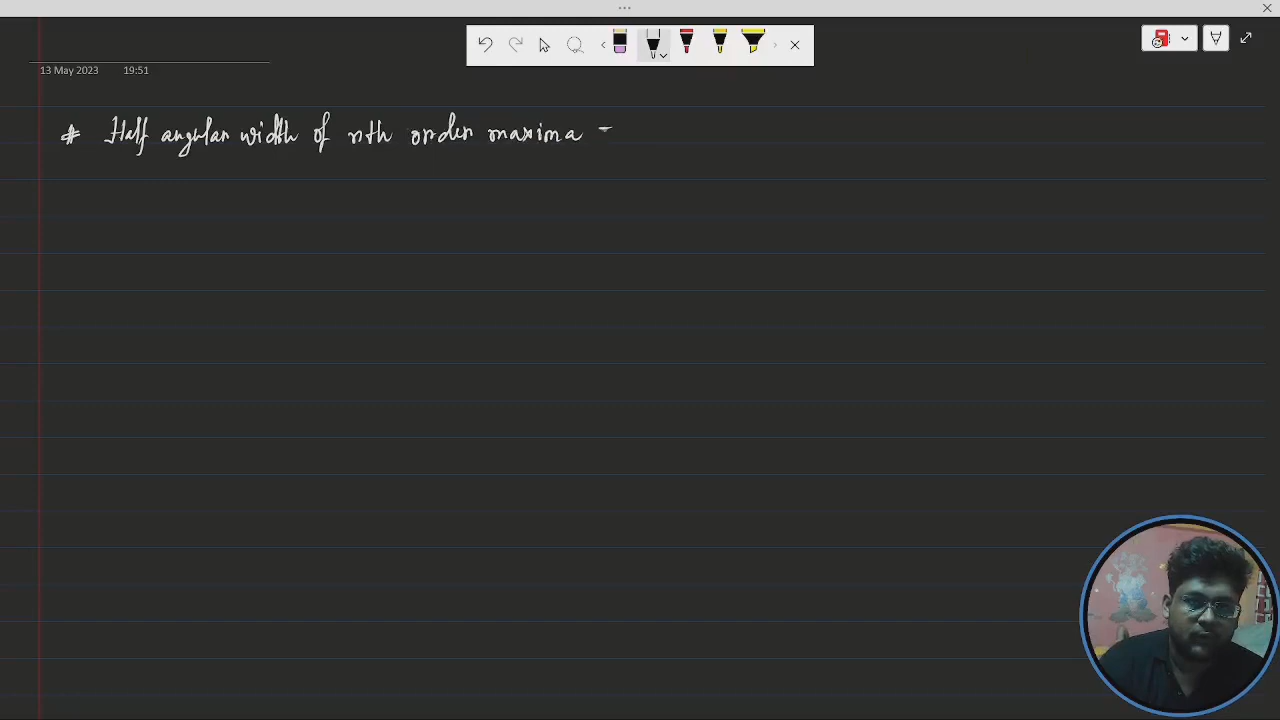 13 May 2023 19:51
# Half angular width of nth order maxima -